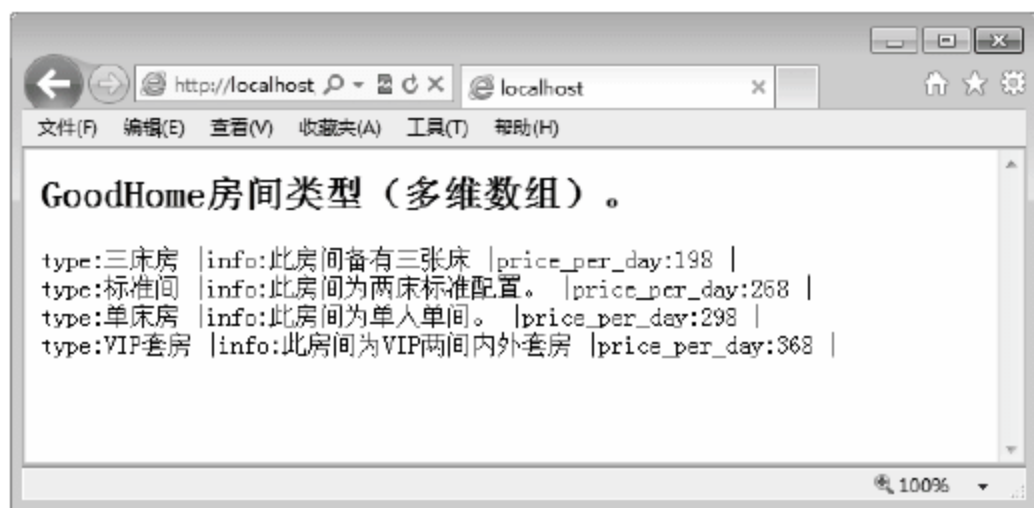 http://localhost
localhost
文件(F) 编辑(E) 查看(V) 收藏夹(A) 工具(T) 帮助(H)
GoodHome房间类型（多维数组）。
type:三床房 |info:此房间备有三张床 |price_per_day:198 |
type:标准间 |info:此房间为两床标准配置。 |price_per_day:268 |
type:单床房 |info:此房间为单人单间。 |price_per_day:298 |
type:VIP套房 |info:此房间为VIP两间内外套房 |price_per_day:368 |
100%